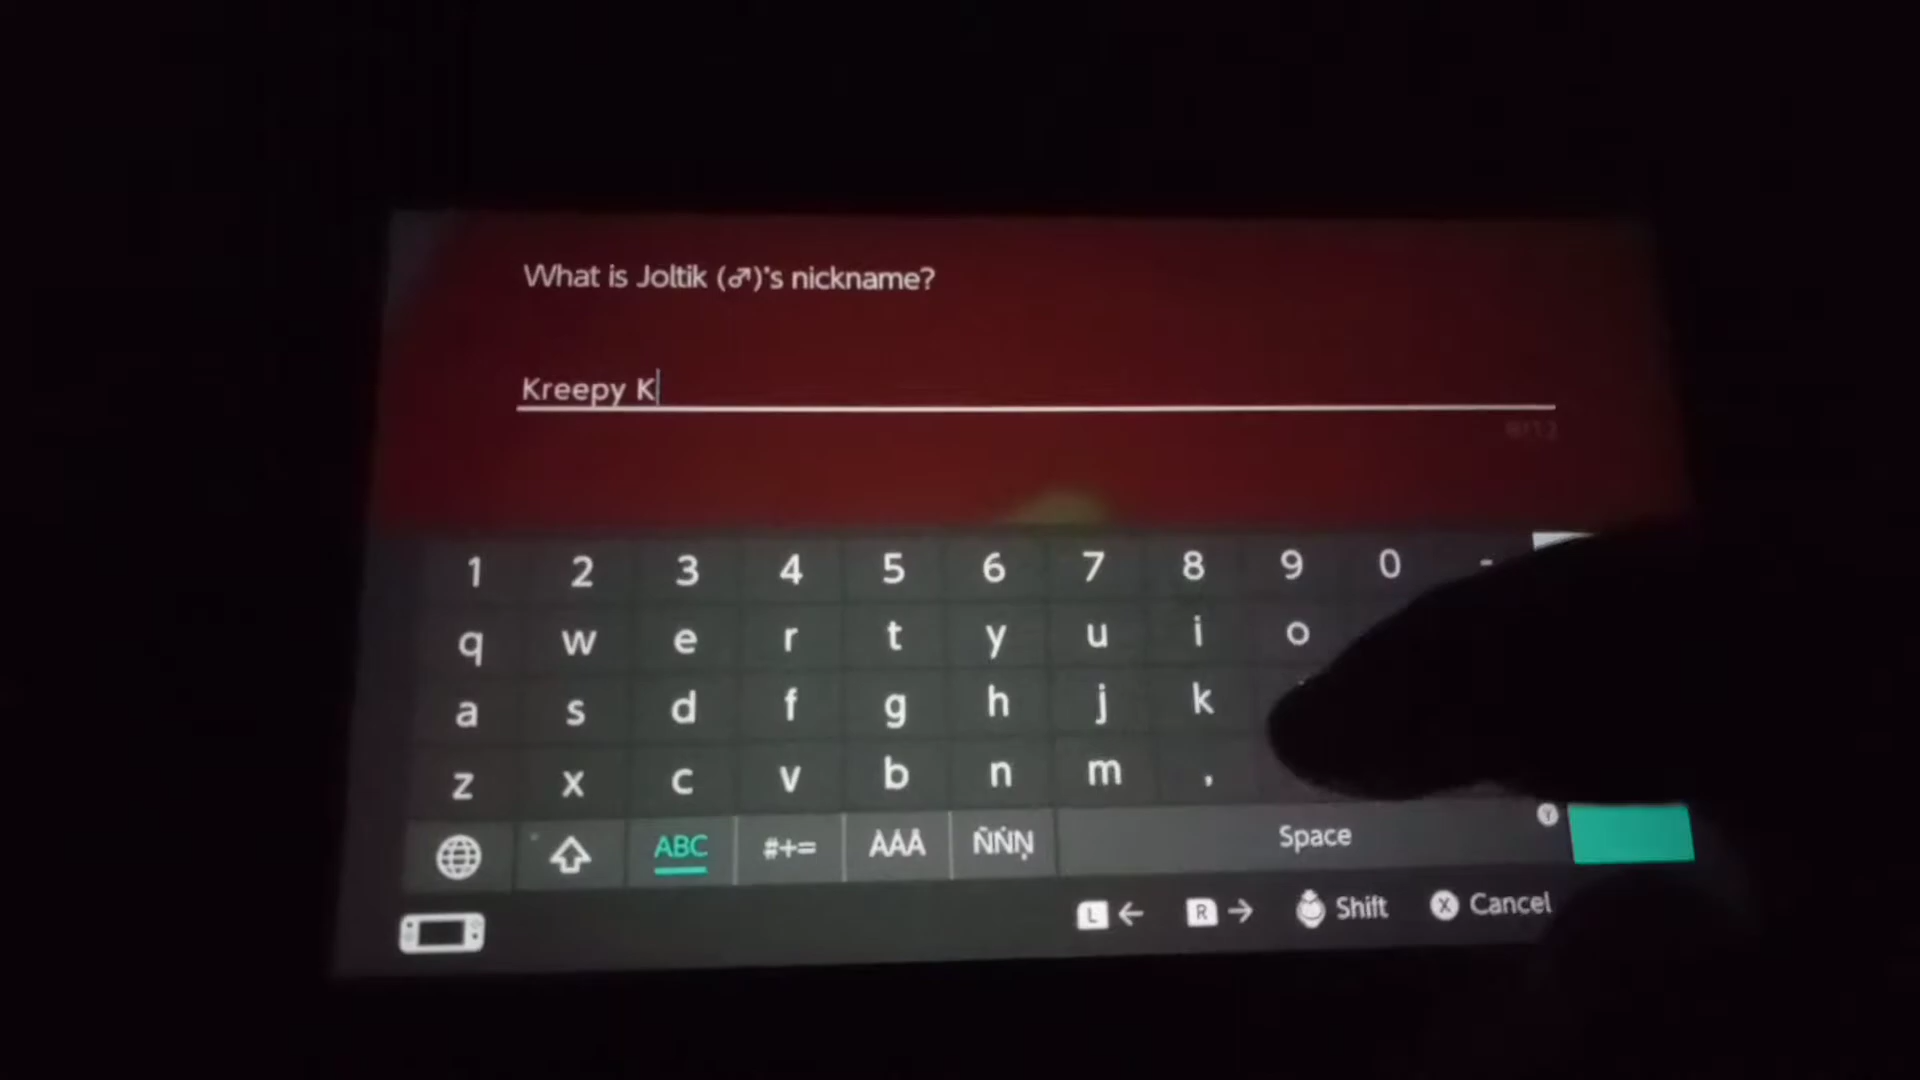 What is Joltik (♂)'s nickname?
Kreepy K
1 2 3 4 5 6 7 8 9 0 -
q w e r t y u i o
a s d f g h j k
z x c v b n m ,
ABC #+= ÀÁÂ ÑŃŅ Space Y
L ← R → Shift X Cancel